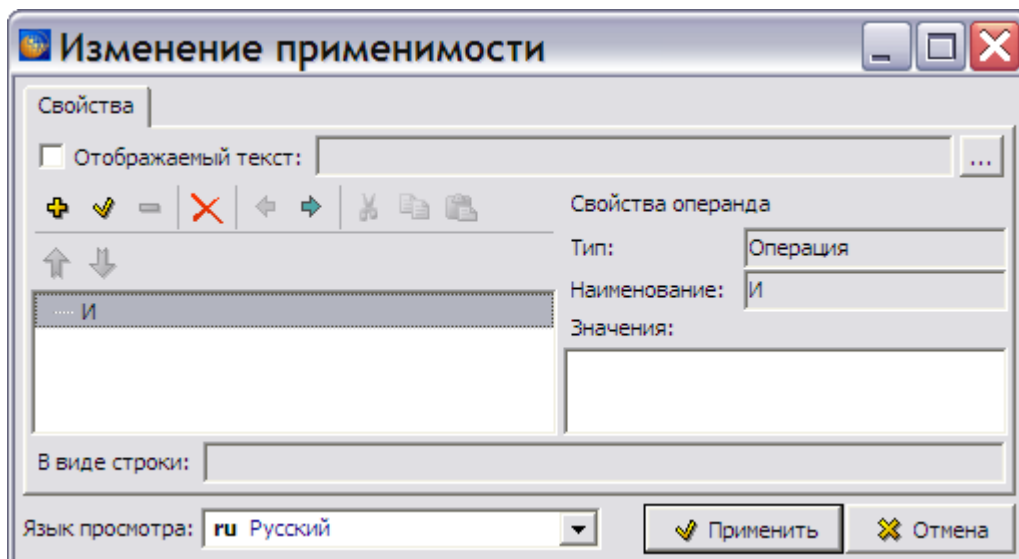 Изменение применимости
Свойства
Отображаемый текст:
...
Свойства операнда
Тип: Операция
Наименование: И
Значения:
И
В виде строки:
Язык просмотра: ru Русский
Применить
Отмена